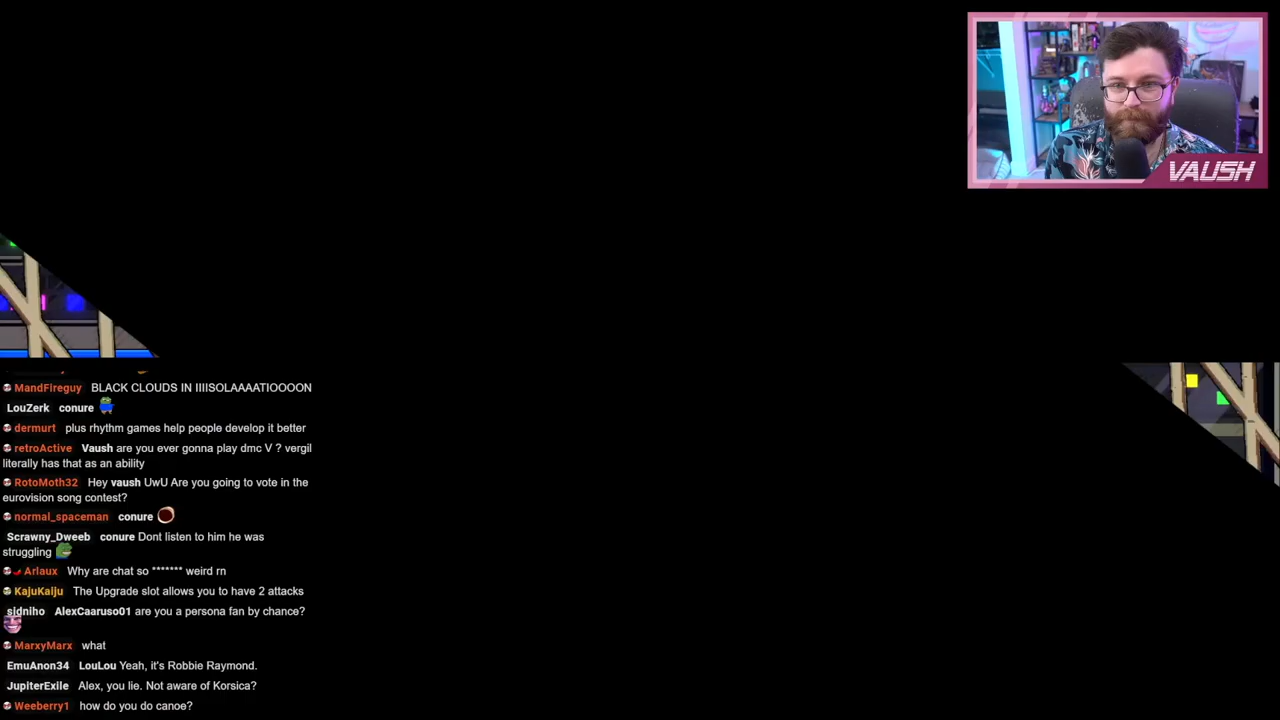 VAUSH
MandFireguy BLACK CLOUDS IN IIIISOLAAAATIOOOON
LouZerk conure
dermurt plus rhythm games help people develop it better
retroActive Vaush are you ever gonna play dmc V ? vergil
literally has that as an ability
RotoMoth32 Hey vaush UwU Are you going to vote in the
eurovision song contest?
normal_spaceman conure
Scrawny_Dweeb conure Dont listen to him he was
struggling
Arlaux Why are chat so ******* weird rn
KajuKaiju The Upgrade slot allows you to have 2 attacks
sidniho AlexCaaruso01 are you a persona fan by chance?
MarxyMarx what
EmuAnon34 LouLou Yeah, it's Robbie Raymond.
JupiterExile Alex, you lie. Not aware of Korsica?
Weeberry1 how do you do canoe?